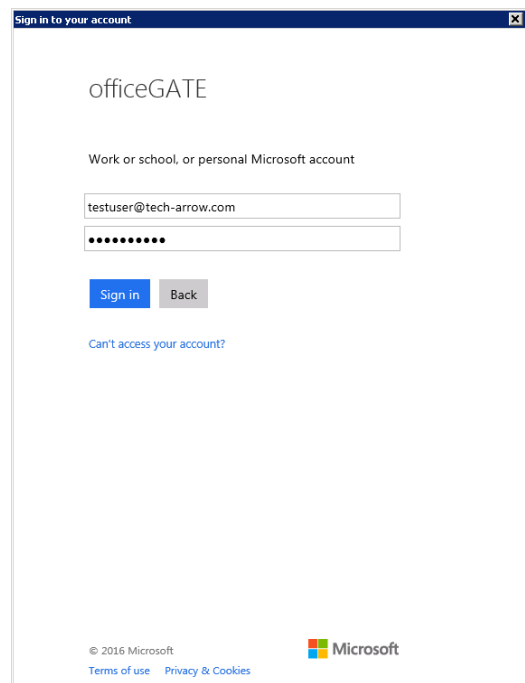 Sign in to your account
officeGATE
Work or school, or personal Microsoft account
testuser@tech-arrow.com
••••••••••
Sign in Back
Can't access your account?
© 2016 Microsoft Microsoft
Terms of use Privacy & Cookies